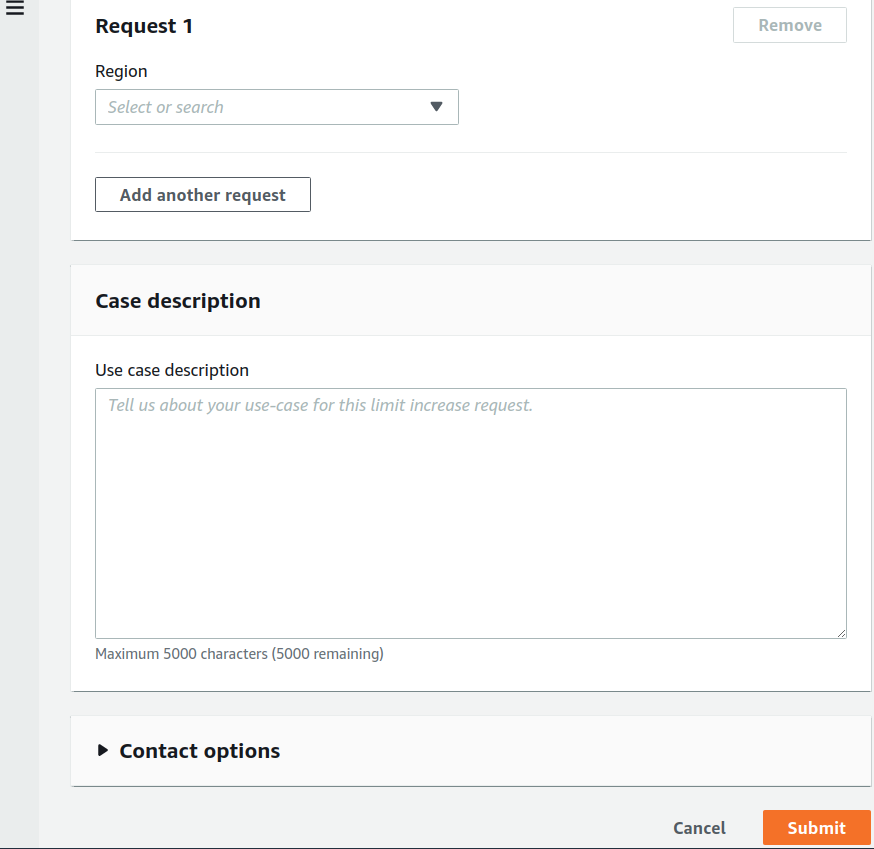 Request 1
Remove
Region
Select or search
Add another request
Case description
Use case description
Tell us about your use-case for this limit increase request.
Maximum 5000 characters (5000 remaining)
Contact options
Cancel
Submit